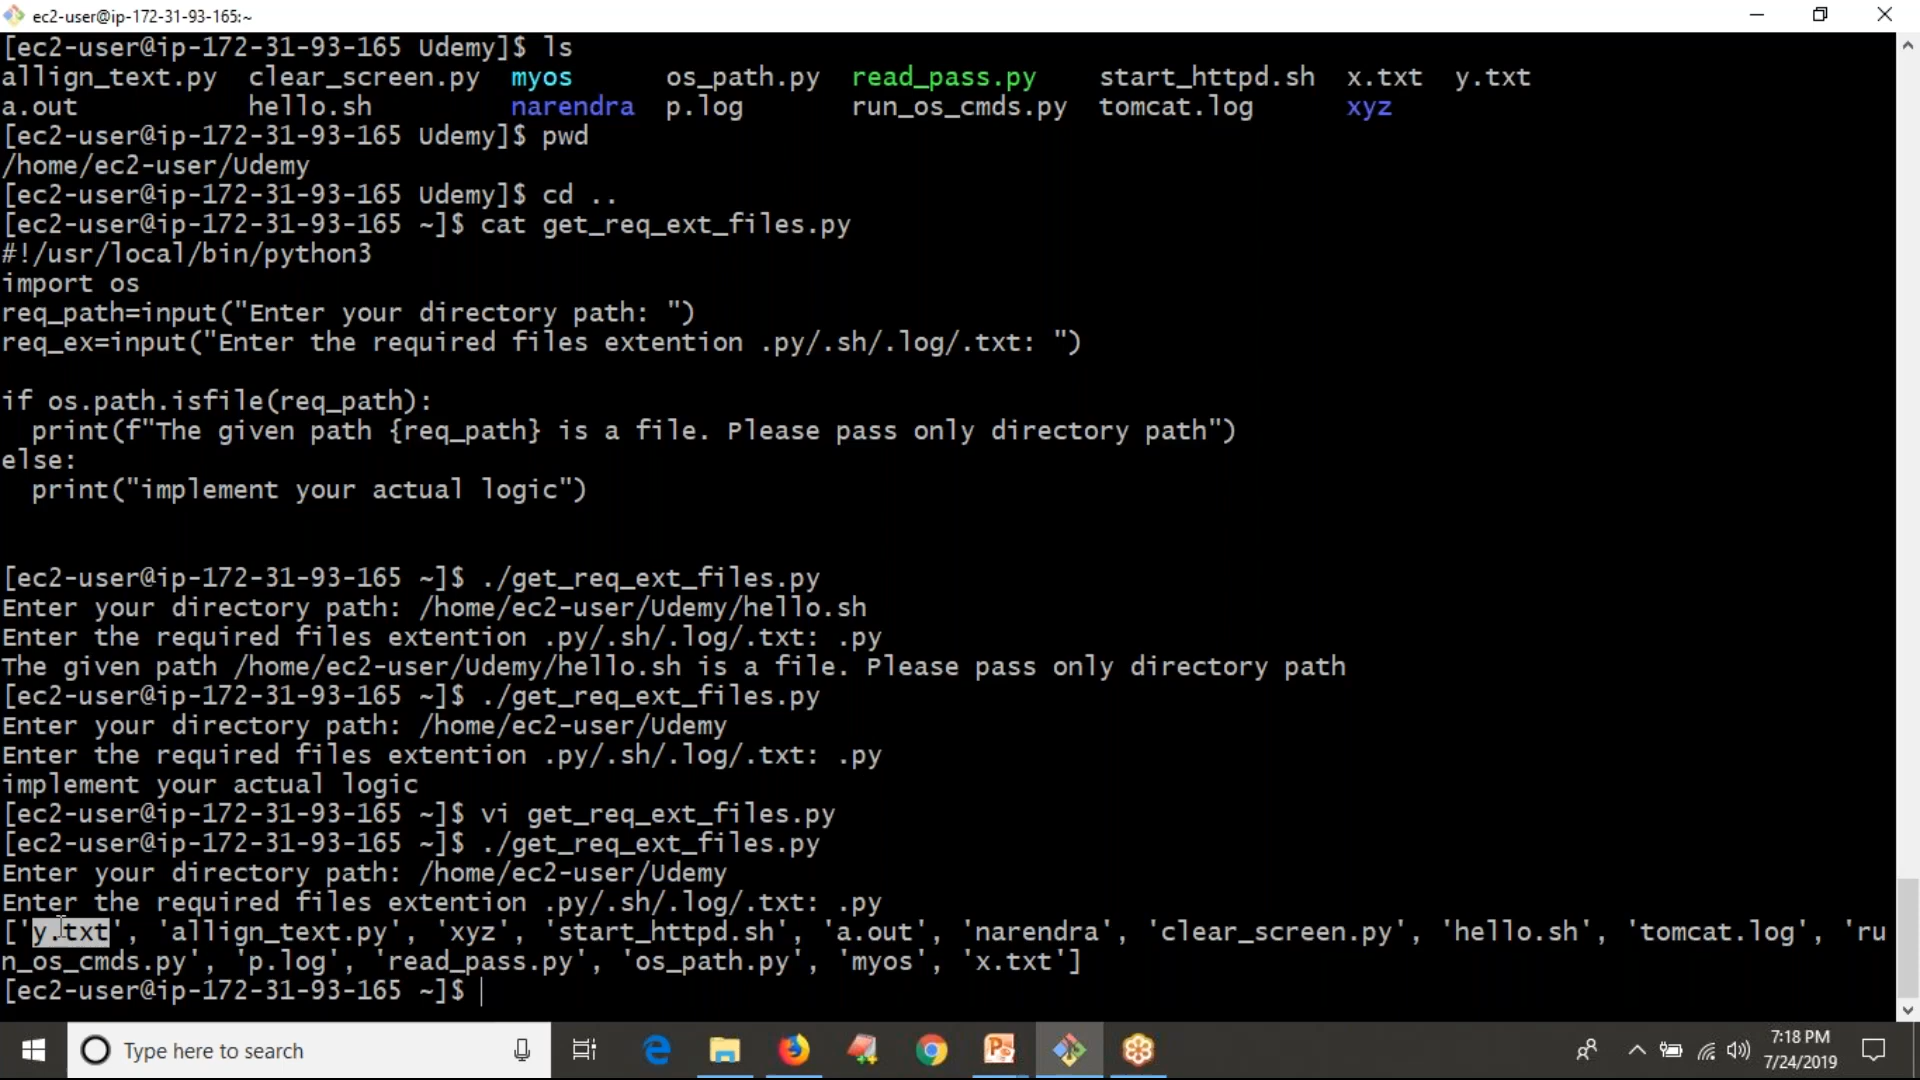 ec2-user@ip-172-31-93-165:~
[ec2-user@ip-172-31-93-165 Udemy]$ ls
allign_text.py  clear_screen.py  myos      os_path.py  read_pass.py    start_httpd.sh  x.txt  y.txt
a.out           hello.sh         narendra  p.log       run_os_cmds.py  tomcat.log      xyz
[ec2-user@ip-172-31-93-165 Udemy]$ pwd
/home/ec2-user/Udemy
[ec2-user@ip-172-31-93-165 Udemy]$ cd ..
[ec2-user@ip-172-31-93-165 ~]$ cat get_req_ext_files.py
#!/usr/local/bin/python3
import os
req_path=input("Enter your directory path: ")
req_ex=input("Enter the required files extention .py/.sh/.log/.txt: ")
if os.path.isfile(req_path):
  print(f"The given path {req_path} is a file. Please pass only directory path")
else:
  print("implement your actual logic")
[ec2-user@ip-172-31-93-165 ~]$ ./get_req_ext_files.py
Enter your directory path: /home/ec2-user/Udemy/hello.sh
Enter the required files extention .py/.sh/.log/.txt: .py
The given path /home/ec2-user/Udemy/hello.sh is a file. Please pass only directory path
[ec2-user@ip-172-31-93-165 ~]$ ./get_req_ext_files.py
Enter your directory path: /home/ec2-user/Udemy
Enter the required files extention .py/.sh/.log/.txt: .py
implement your actual logic
[ec2-user@ip-172-31-93-165 ~]$ vi get_req_ext_files.py
[ec2-user@ip-172-31-93-165 ~]$ ./get_req_ext_files.py
Enter your directory path: /home/ec2-user/Udemy
Enter the required files extention .py/.sh/.log/.txt: .py
['y.txt', 'allign_text.py', 'xyz', 'start_httpd.sh', 'a.out', 'narendra', 'clear_screen.py', 'hello.sh', 'tomcat.log', 'ru
n_os_cmds.py', 'p.log', 'read_pass.py', 'os_path.py', 'myos', 'x.txt']
[ec2-user@ip-172-31-93-165 ~]$
Type here to search
7:18 PM
7/24/2019